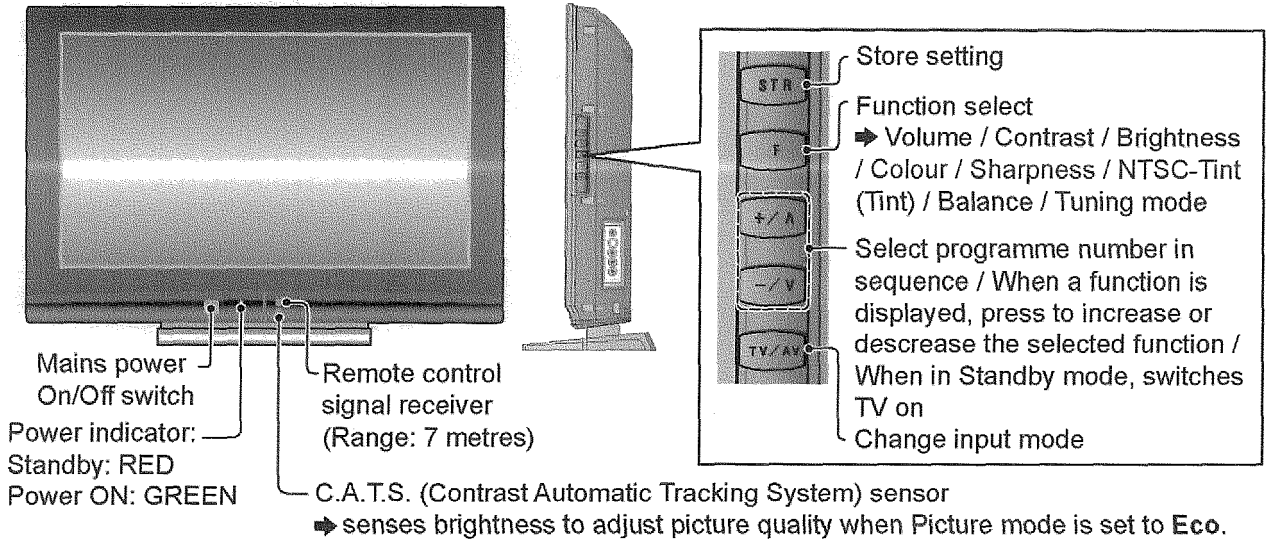 STR
F
+/∧
−/∨
TV/AV
Store setting
Function select
➡ Volume / Contrast / Brightness
/ Colour / Sharpness / NTSC-Tint
(Tint) / Balance / Tuning mode
Select programme number in
sequence / When a function is
displayed, press to increase or
descrease the selected function /
When in Standby mode, switches
TV on
Change input mode
Mains power
On/Off switch
Remote control
signal receiver
(Range: 7 metres)
Power indicator:
Standby: RED
Power ON: GREEN
C.A.T.S. (Contrast Automatic Tracking System) sensor
➡ senses brightness to adjust picture quality when Picture mode is set to Eco.